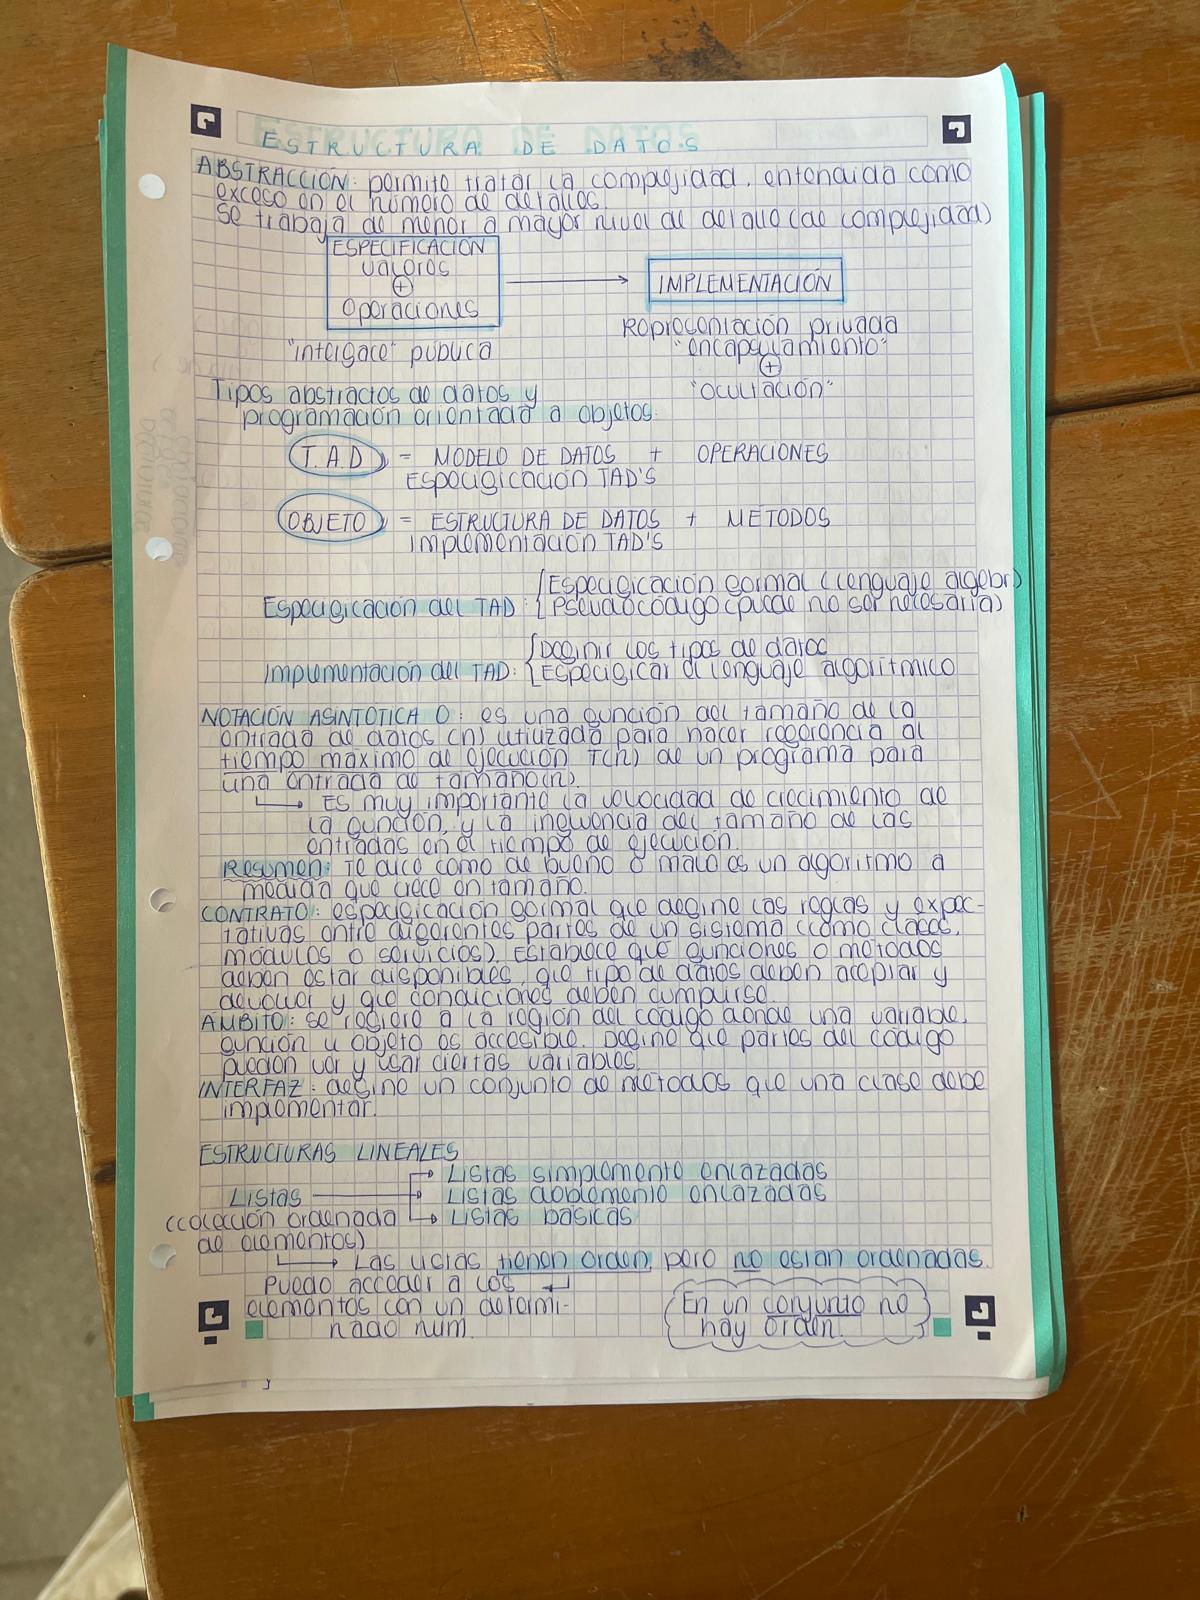 ESTRUCTURA DE DATOS
ABSTRACCIÓN: permite tratar la complejidad, entendida como
exceso en el número de detalles.
Se trabaja de menor a mayor nivel de detalle (de complejidad)
ESPECIFICACIÓN
valores
+
Operaciones
IMPLEMENTACIÓN
"interface" pública
Representación privada
"encapsulamiento"
+
"ocultación"
Tipos abstractos de datos y
programación orientada a objetos:
T.A.D = MODELO DE DATOS + OPERACIONES
Especificación TAD'S
OBJETO = ESTRUCTURA DE DATOS + METODOS
implementación TAD'S
Especificación del TAD: { Especificación formal (lenguaje algebr)
Pseudocódigo (puede no ser necesaria)
Implementación del TAD: { Definir los tipos de datos
Especificar el lenguaje algorítmico
NOTACIÓN ASINTÓTICA O: es una función del tamaño de la
entrada de datos (n) utilizada para hacer referencia al
tiempo máximo de ejecución T(n) de un programa para
una entrada de tamaño (n).
→ Es muy importante la velocidad de crecimiento de
la función, y la influencia del tamaño de las
entradas en el tiempo de ejecución.
Resumen: Te dice como de bueno o malo es un algoritmo a
medida que crece en tamaño.
CONTRATO: especificación formal que define las reglas y expec-
tativas entre diferentes partes de un sistema (como clases,
módulos o servicios). Establece que funciones o métodos
deben estar disponibles, que tipo de datos deben aceptar y
devolver y que condiciones deben cumplirse.
ÁMBITO: se refiere a la región del código donde una variable,
función u objeto es accesible. Define que partes del código
pueden ver y usar ciertas variables.
INTERFAZ: define un conjunto de métodos que una clase debe
implementar.
ESTRUCTURAS LINEALES
→ Listas simplemente enlazadas
Listas → Listas doblemente enlazadas
(colección ordenada → Listas básicas
de elementos)
→ Las listas tienen orden, pero no están ordenadas.
Puedo acceder a los
elementos con un determi-
nado num.
En un conjunto no
hay orden.